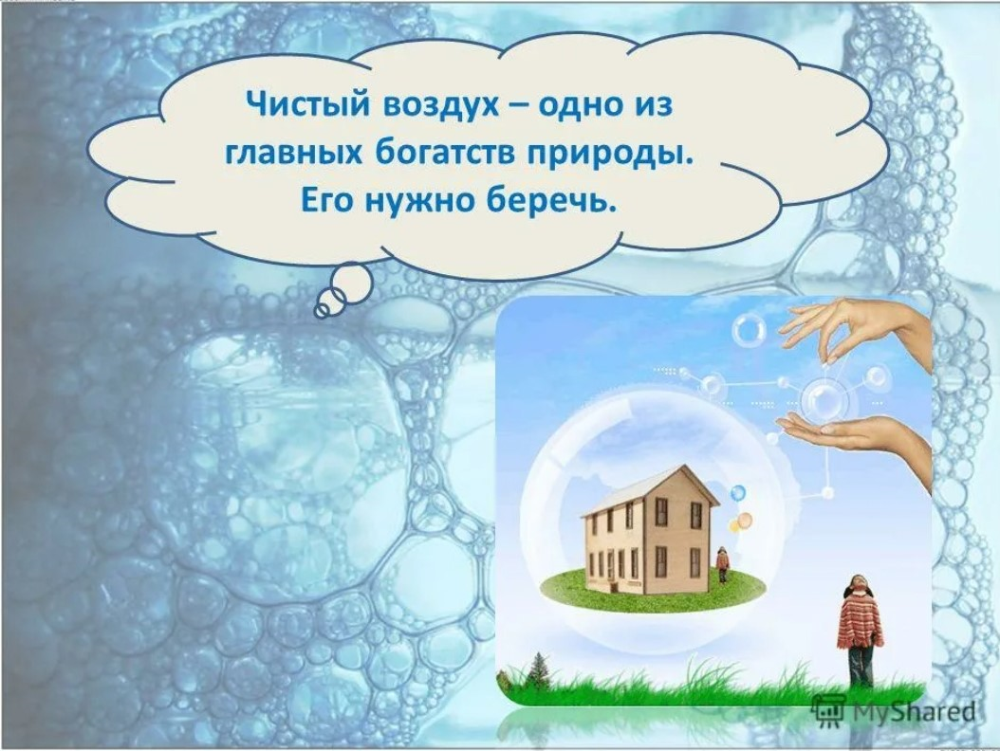 Чистый воздух – одно из
главных богатств природы.
Его нужно беречь.
MyShared